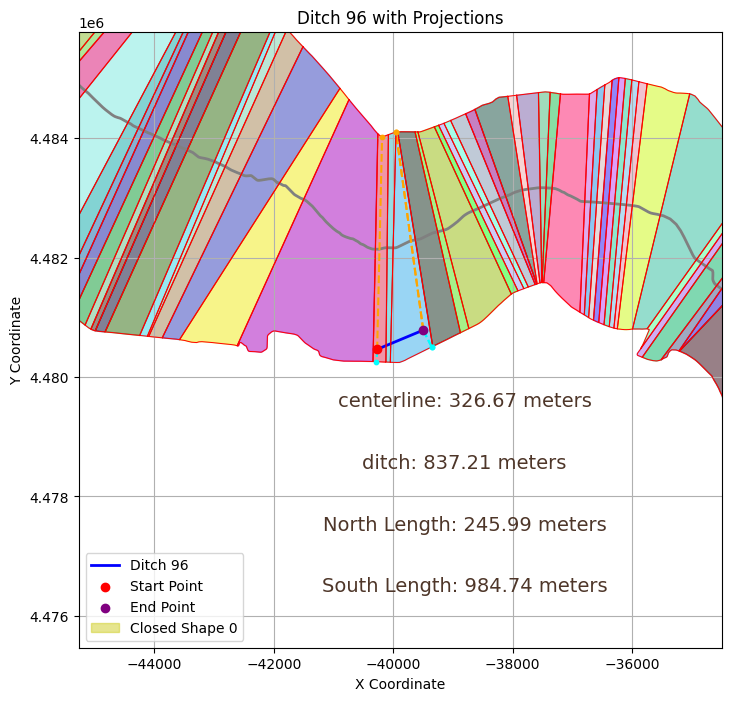 Ditch 96 with Projections
1e6
4.484
4.482
4.480
4.478
4.476
Y Coordinate
centerline: 326.67 meters
ditch: 837.21 meters
North Length: 245.99 meters
South Length: 984.74 meters
Ditch 96
Start Point
End Point
Closed Shape 0
−44000 −42000 −40000 −38000 −36000
X Coordinate